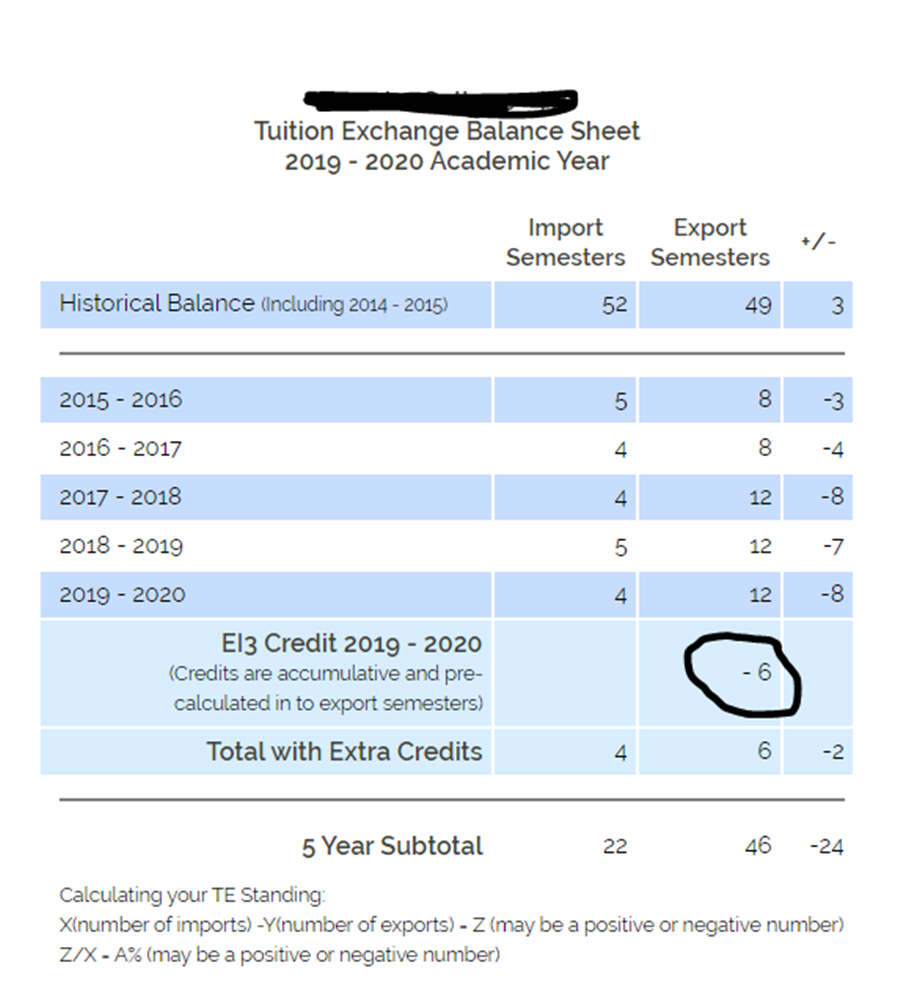 Tuition Exchange Balance Sheet
2019 - 2020 Academic Year
Import Semesters Export Semesters +/-
Historical Balance (Including 2014 - 2015) 52 49 3
2015 - 2016 5 8 -3
2016 - 2017 4 8 -4
2017 - 2018 4 12 -8
2018 - 2019 5 12 -7
2019 - 2020 4 12 -8
EI3 Credit 2019 - 2020
(Credits are accumulative and pre-
calculated in to export semesters) - 6
Total with Extra Credits 4 6 -2
5 Year Subtotal 22 46 -24
Calculating your TE Standing:
X(number of imports) -Y(number of exports) = Z (may be a positive or negative number)
Z/X = A% (may be a positive or negative number)